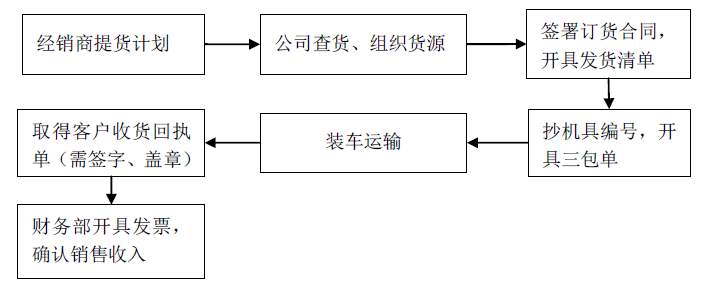 经销商提货计划
公司查货、组织货源
签署订货合同，
开具发货清单
抄机具编号，开
具三包单
装车运输
取得客户收货回执
单（需签字、盖章）
财务部开具发票，
确认销售收入